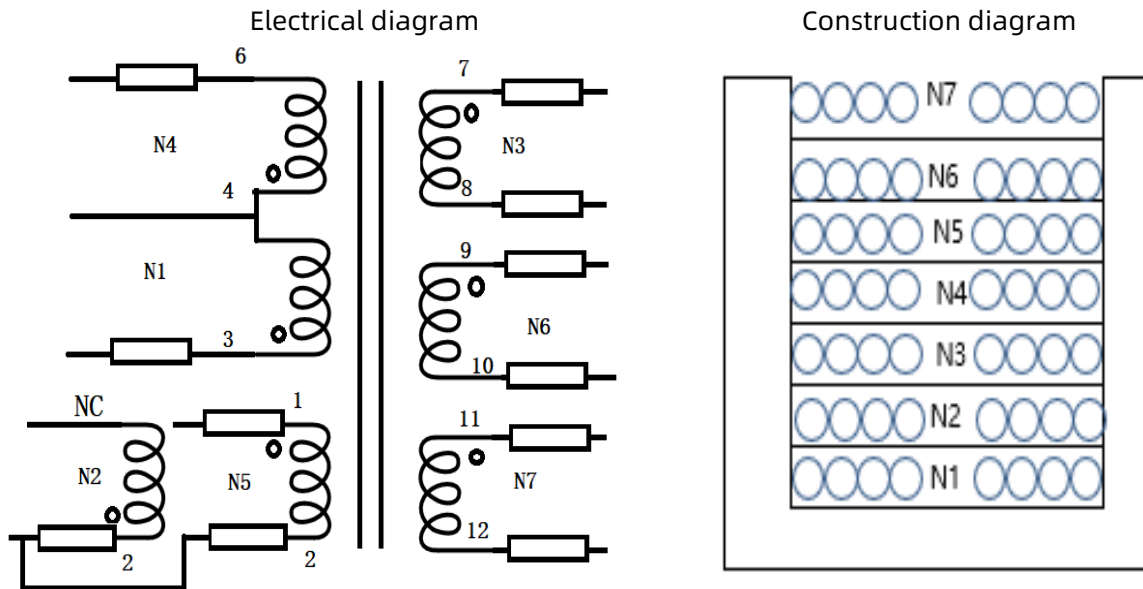 Electrical diagram
6
N4
4
N1
3
NC
N2
2
1
N5
2
7
N3
8
9
N6
10
11
N7
12
Construction diagram
N7
N6
N5
N4
N3
N2
N1